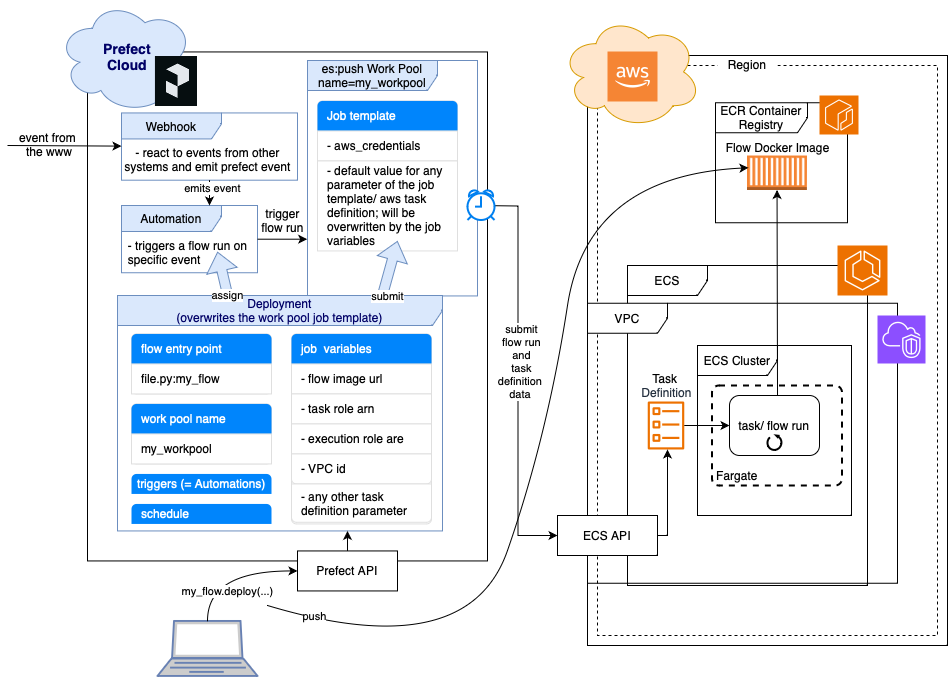 Prefect
Cloud
event from
the www
Webhook
- react to events from other
systems and emit prefect event
emits event
Automation
- triggers a flow run on
specific event
trigger
flow run
es:push Work Pool
name=my_workpool
Job template
- aws_credentials
- default value for any
parameter of the job
template/ aws task
definition; will be
overwritten by the job
variables
assign
submit
Deployment
(overwrites the work pool job template)
flow entry point
file.py:my_flow
work pool name
my_workpool
triggers (= Automations)
schedule
job variables
- flow image url
- task role arn
- execution role are
- VPC id
- any other task
definition parameter
Prefect API
my_flow.deploy(...)
push
submit
flow run
and
task
definition
data
aws
Region
ECR Container
Registry
Flow Docker Image
ECS
VPC
ECS Cluster
Task
Definition
task/ flow run
Fargate
ECS API